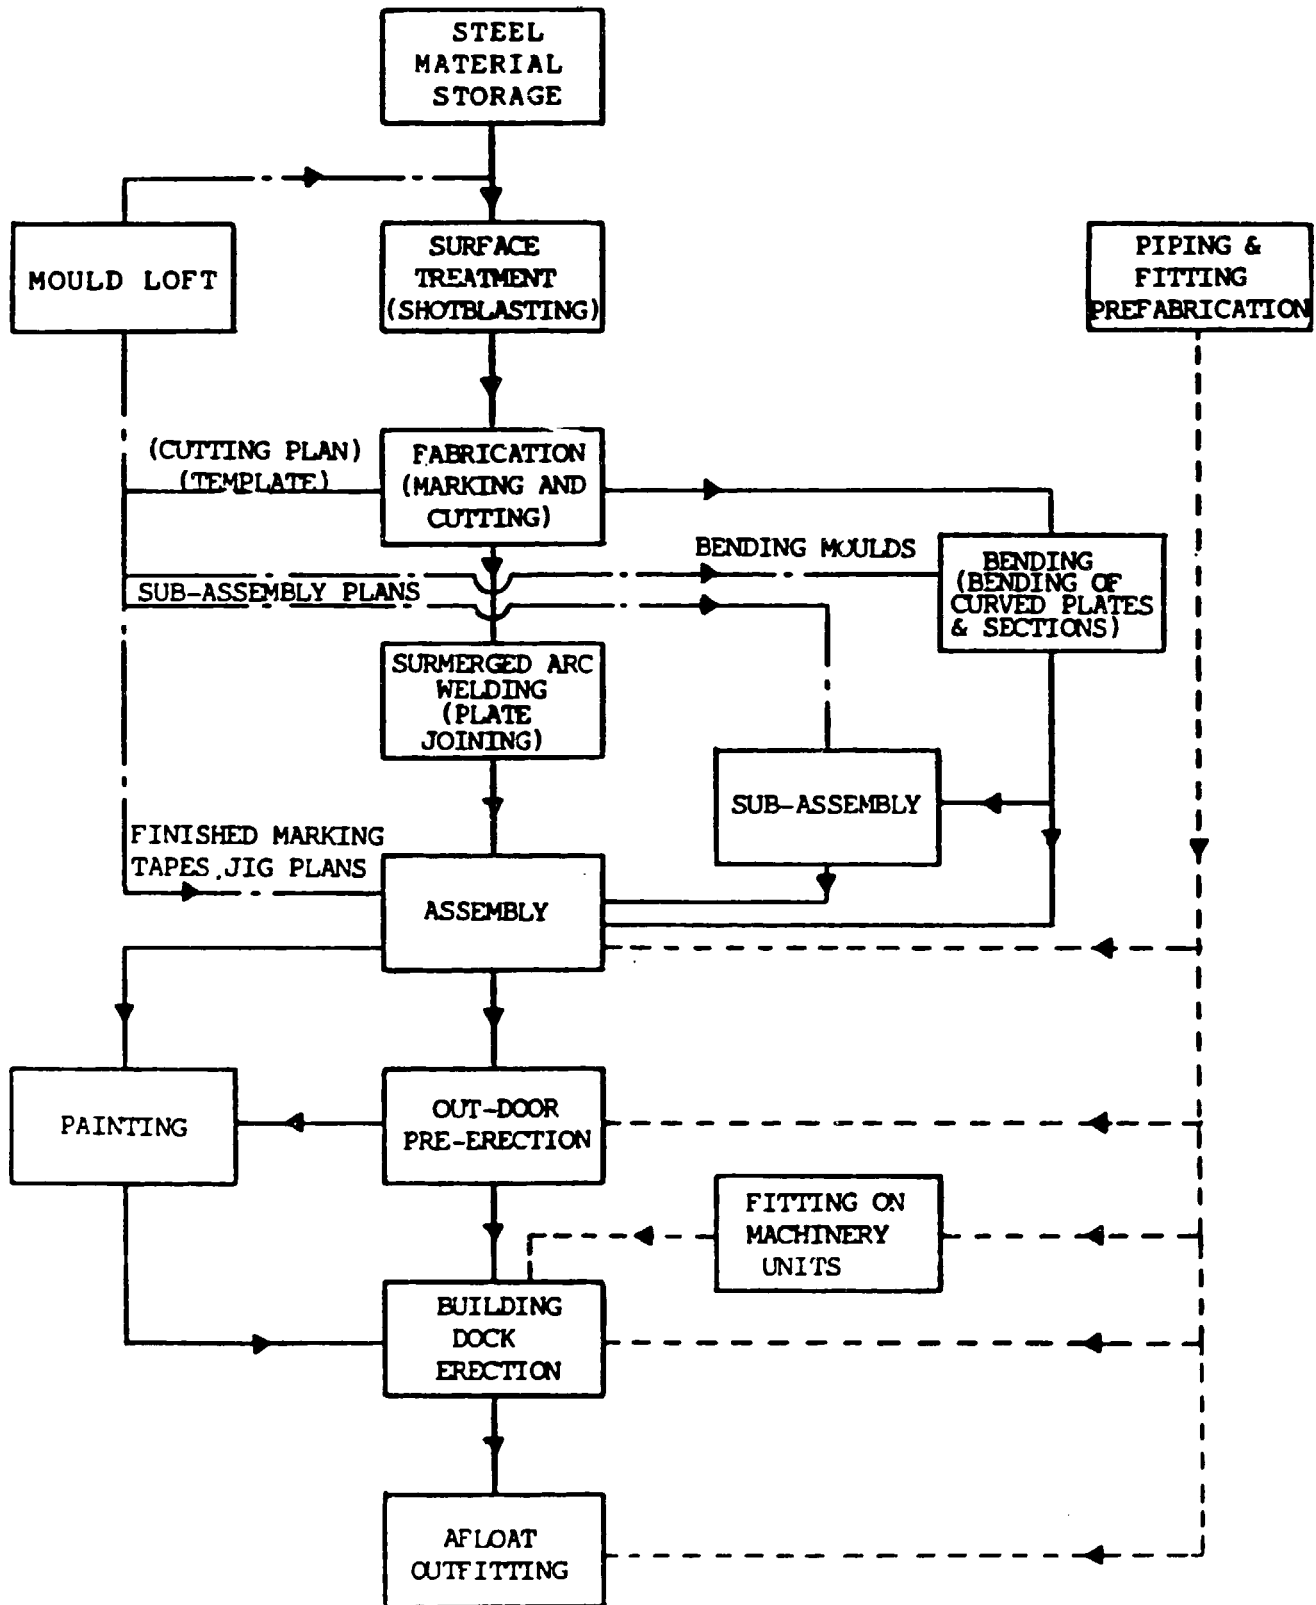 STEEL
MATERIAL
STORAGE
MOULD LOFT
SURFACE
TREATMENT
(SHOTBLASTING)
PIPING &
FITTING
PREFABRICATION
(CUTTING PLAN)
(TEMPLATE)
FABRICATION
(MARKING AND
CUTTING)
BENDING MOULDS
SUB-ASSEMBLY PLANS
BENDING
(BENDING OF
CURVED PLATES
& SECTIONS)
SURMERGED ARC
WELDING
(PLATE
JOINING)
SUB-ASSEMBLY
FINISHED MARKING
TAPES, JIG PLANS
ASSEMBLY
PAINTING
OUT-DOOR
PRE-ERECTION
FITTING ON
MACHINERY
UNITS
BUILDING
DOCK
ERECTION
AFLOAT
OUTFITTING